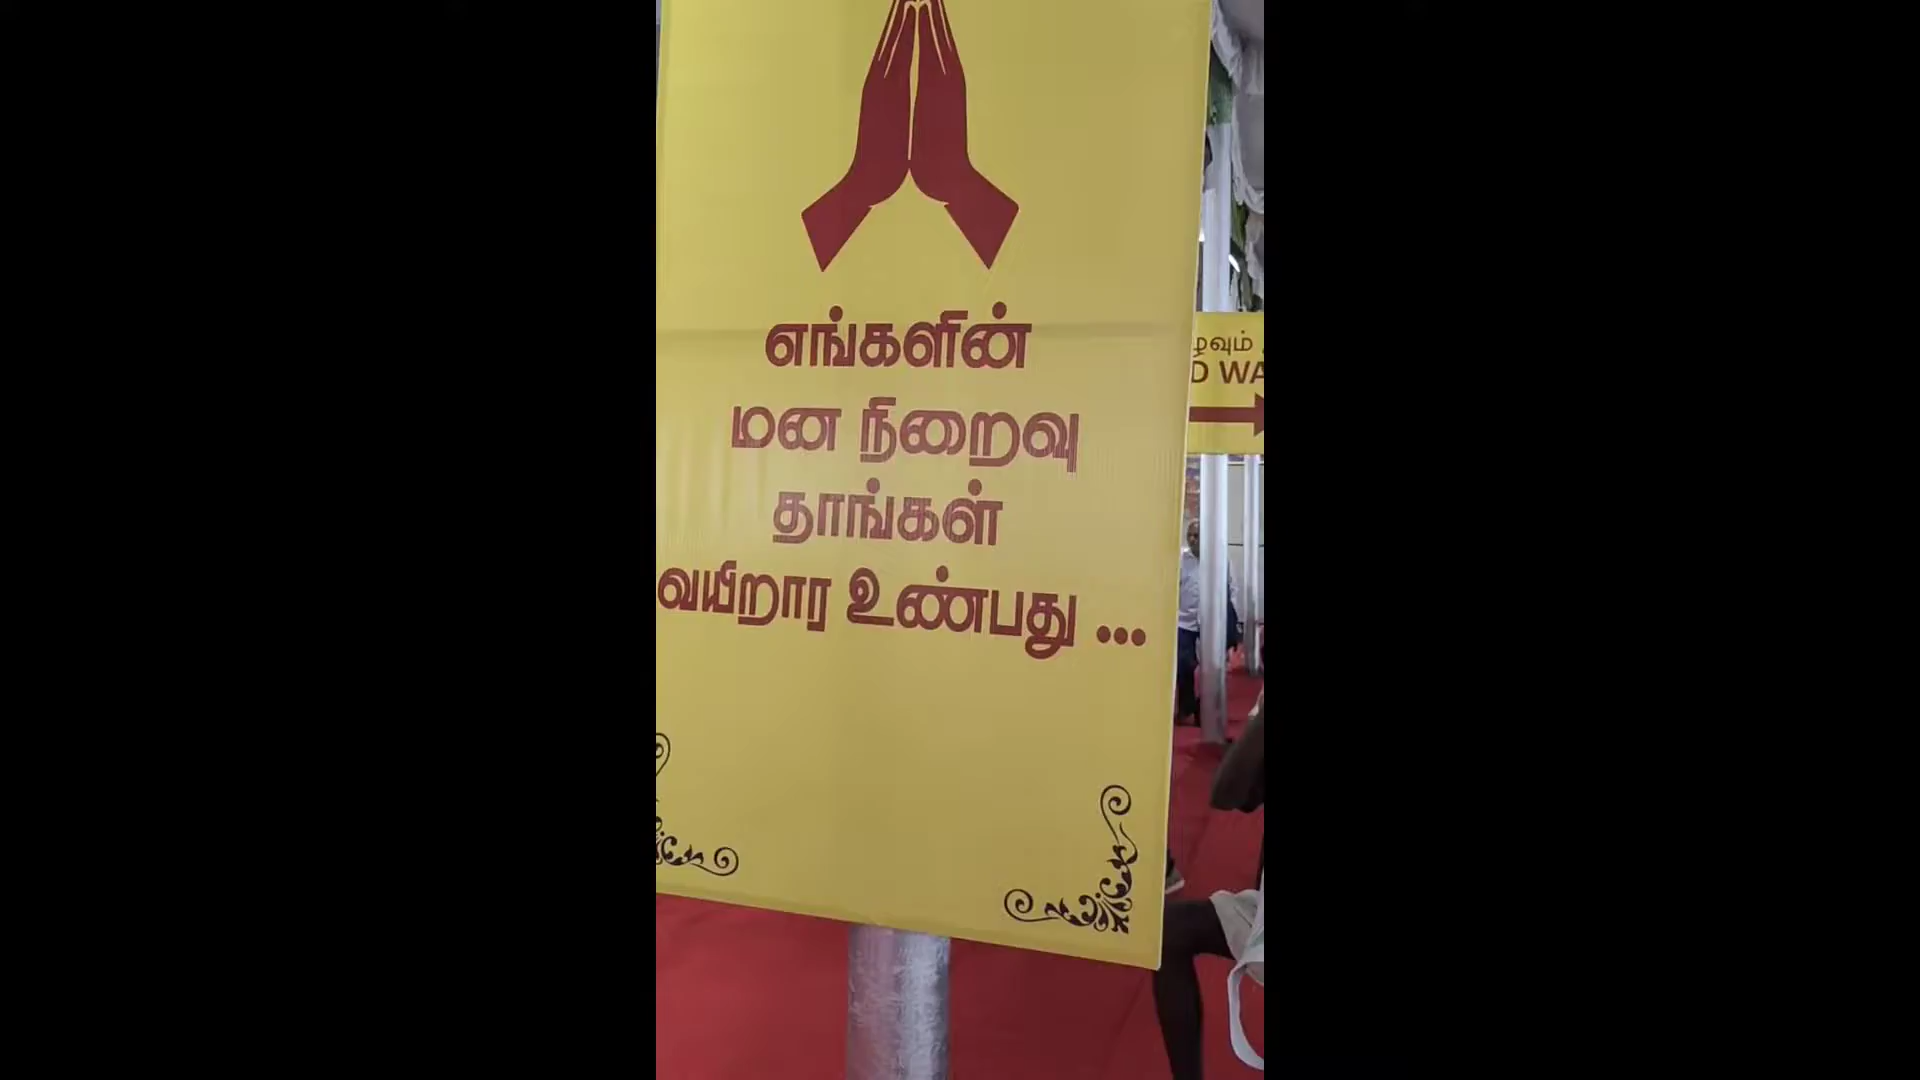 எங்களின்
மன நிறைவு
தாங்கள்
வயிறார உண்பது ...